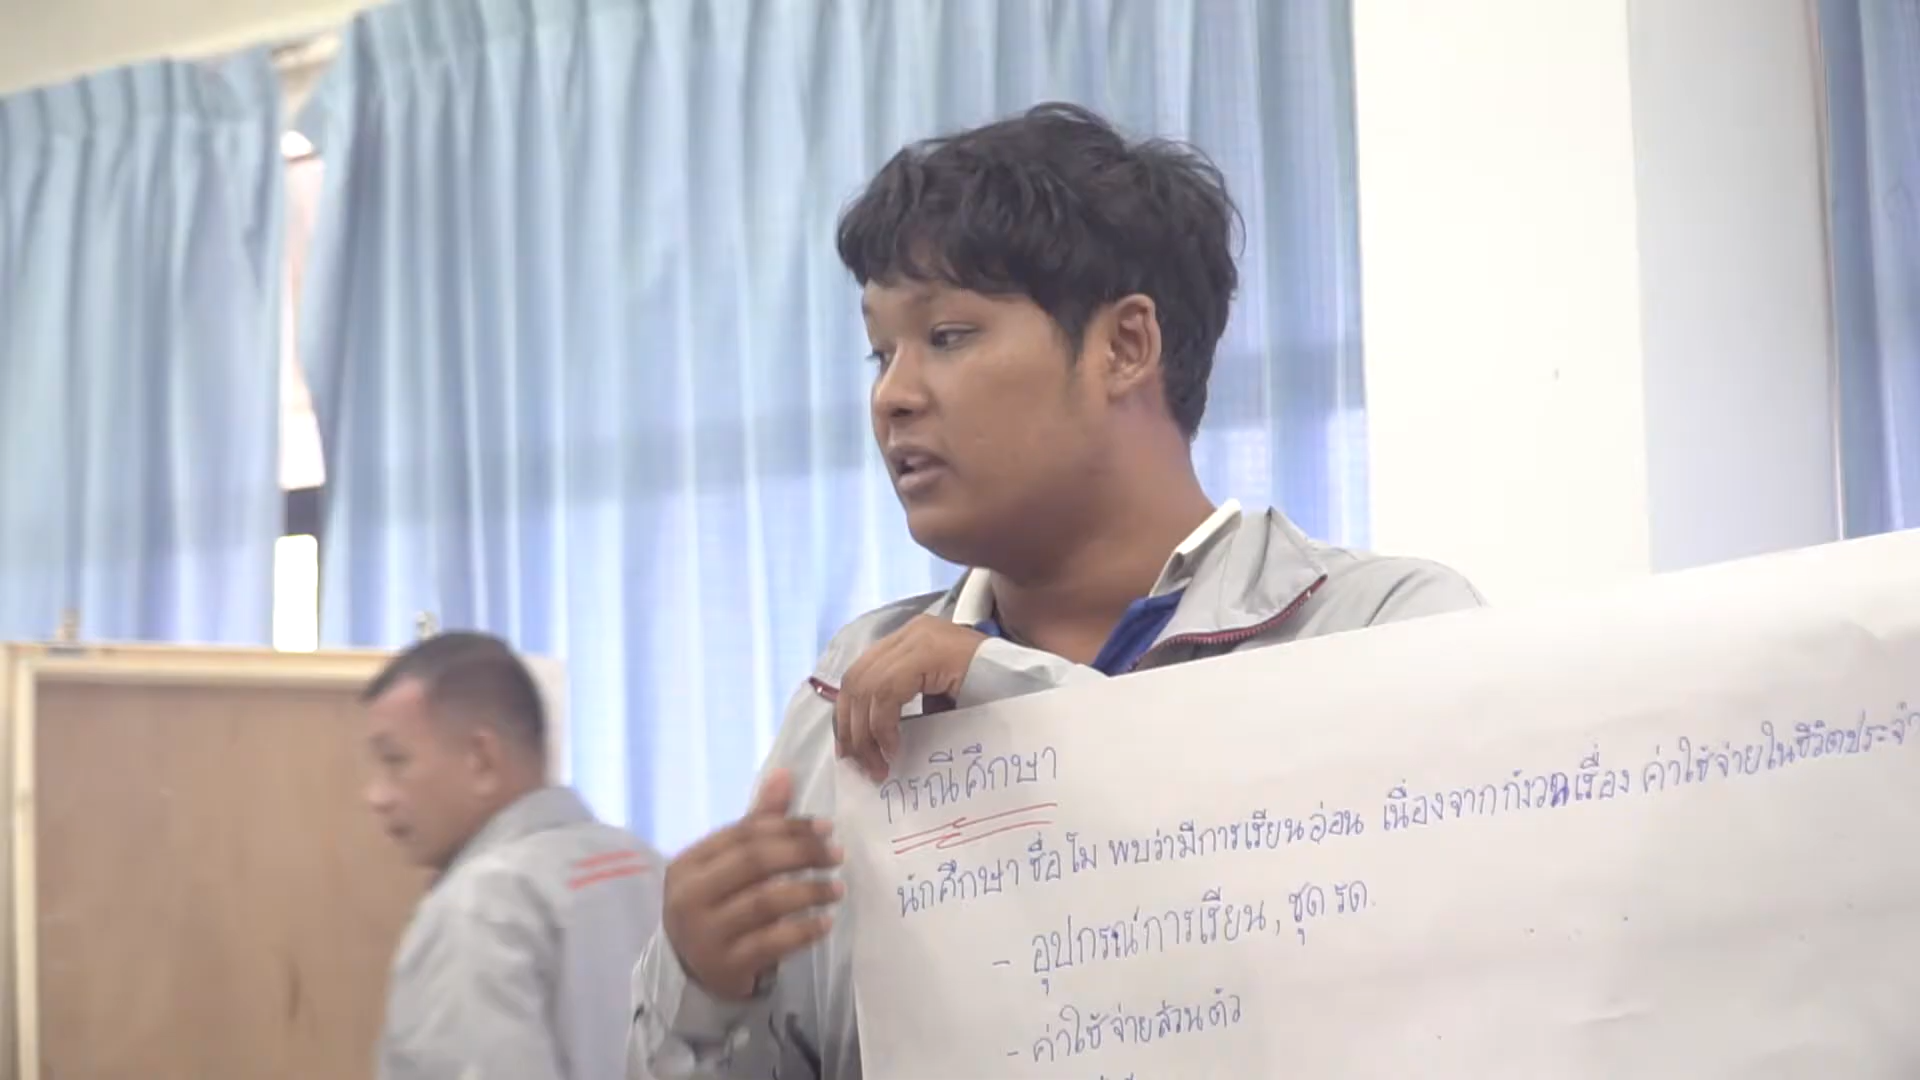 กรณีศึกษา
นักศึกษา ชื่อ โม พบว่ามีการเรียนอ่อน เนื่องจากกังวลเรื่อง ค่าใช้จ่ายในชีวิตประจำ
- อุปกรณ์การเรียน, ชุด รด.
- ค่าใช้จ่ายส่วนตัว